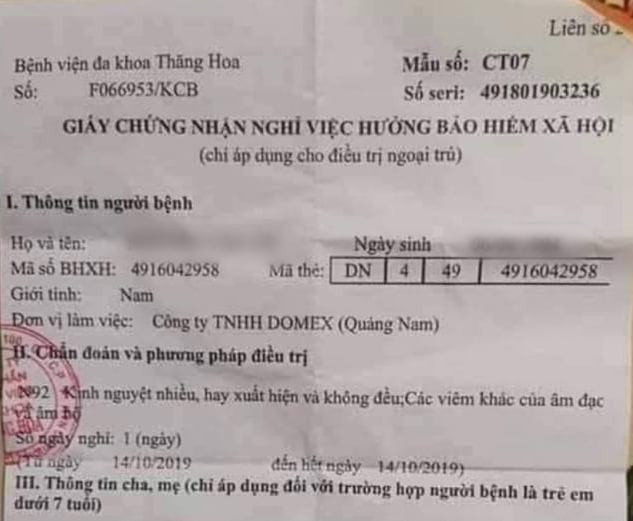 Liên số 2
Bệnh viện đa khoa Thăng Hoa
Mẫu số: CT07
Số: F066953/KCB
Số seri: 491801903236
GIẤY CHỨNG NHẬN NGHỈ VIỆC HƯỞNG BẢO HIỂM XÃ HỘI
(chỉ áp dụng cho điều trị ngoại trú)
I. Thông tin người bệnh
Họ và tên: Ngày sinh
Mã số BHXH: 4916042958 Mã thẻ: DN 4 49 4916042958
Giới tính: Nam
Đơn vị làm việc: Công ty TNHH DOMEX (Quảng Nam)
II. Chẩn đoán và phương pháp điều trị
N92 Kinh nguyệt nhiều, hay xuất hiện và không đều;Các viêm khác của âm đạc
và âm hộ
Số ngày nghỉ: 1 (ngày)
(Từ ngày 14/10/2019 đến hết ngày 14/10/2019)
III. Thông tin cha, mẹ (chỉ áp dụng đối với trường hợp người bệnh là trẻ em
dưới 7 tuổi)